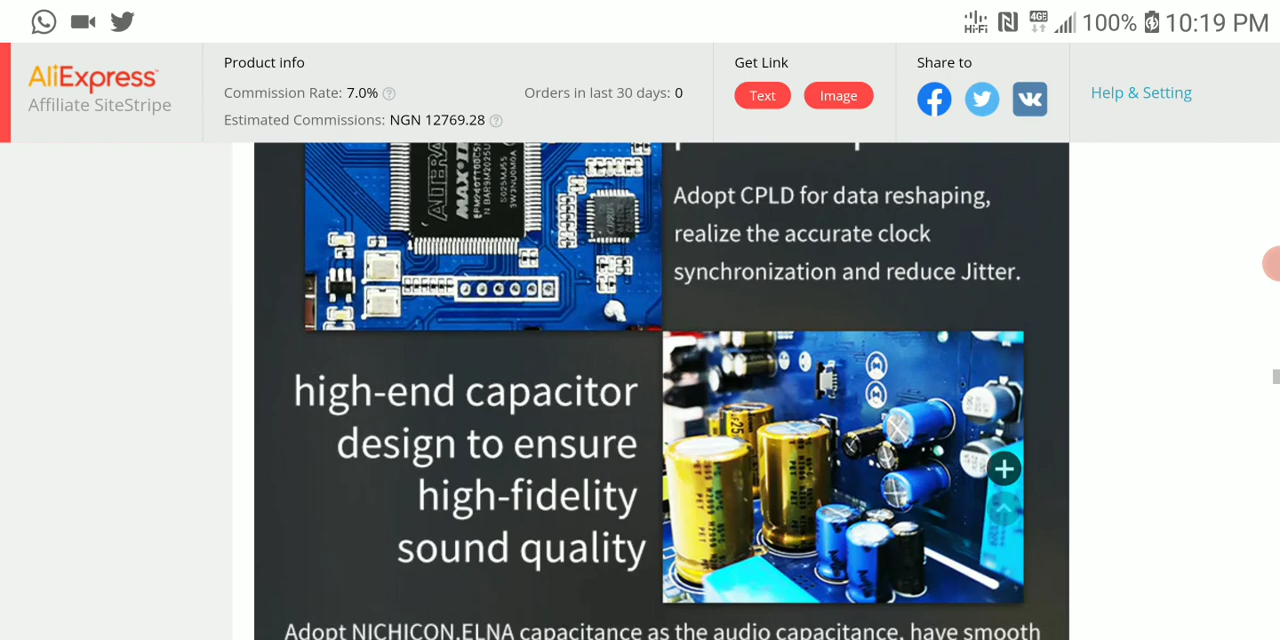 Hi-Fi 4GE 100% 10:19 PM
AliExpress
Affiliate SiteStripe
Product info
Commission Rate: 7.0%
Orders in last 30 days: 0
Estimated Commissions: NGN 12769.28
Get Link
Text Image
Share to
Help & Setting
ALTERA
Adopt CPLD for data reshaping,
realize the accurate clock
synchronization and reduce Jitter.
high-end capacitor
design to ensure
high-fidelity
sound quality
Adopt NICHICON.ELNA capacitance as the audio capacitance, have smooth